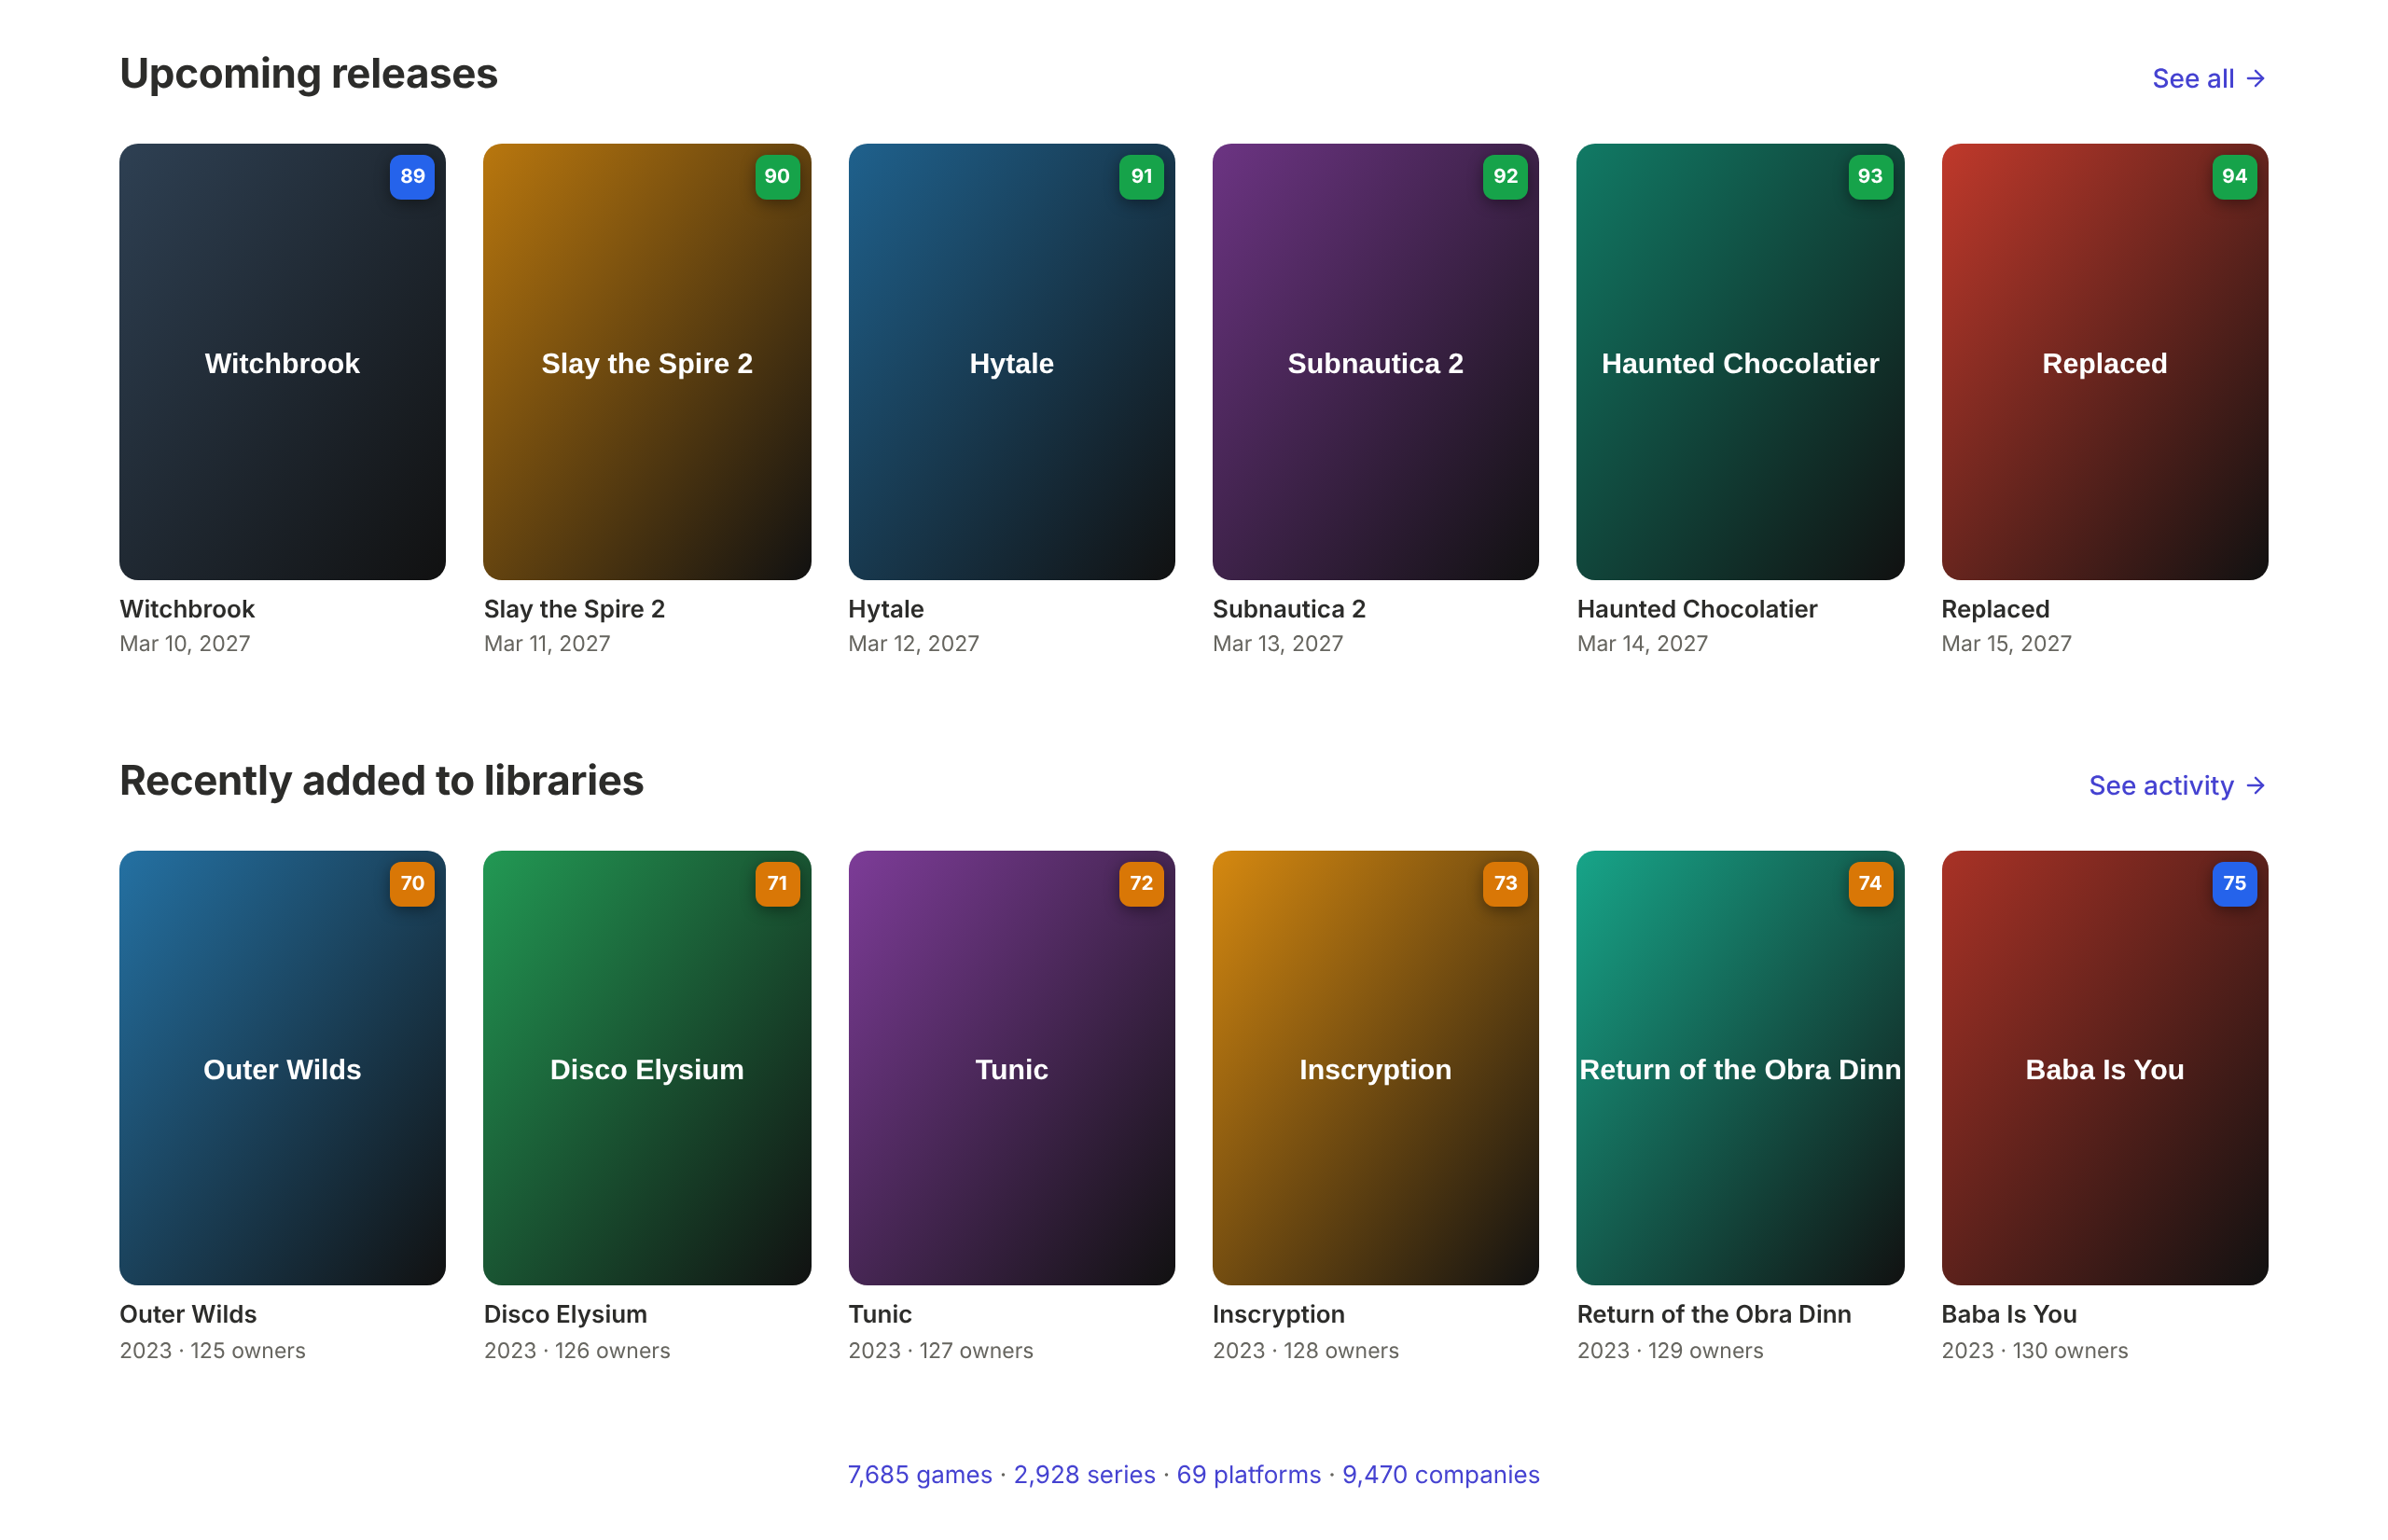 Upcoming releases
See all →
89
90
91
92
93
94
Witchbrook
Slay the Spire 2
Hytale
Subnautica 2
Haunted Chocolatier
Replaced
Witchbrook
Slay the Spire 2
Hytale
Subnautica 2
Haunted Chocolatier
Replaced
Mar 10, 2027
Mar 11, 2027
Mar 12, 2027
Mar 13, 2027
Mar 14, 2027
Mar 15, 2027
Recently added to libraries
See activity →
70
71
72
73
74
75
Outer Wilds
Disco Elysium
Tunic
Inscryption
Return of the Obra Dinn
Baba Is You
Outer Wilds
Disco Elysium
Tunic
Inscryption
Return of the Obra Dinn
Baba Is You
2023 · 125 owners
2023 · 126 owners
2023 · 127 owners
2023 · 128 owners
2023 · 129 owners
2023 · 130 owners
7,685 games · 2,928 series · 69 platforms · 9,470 companies